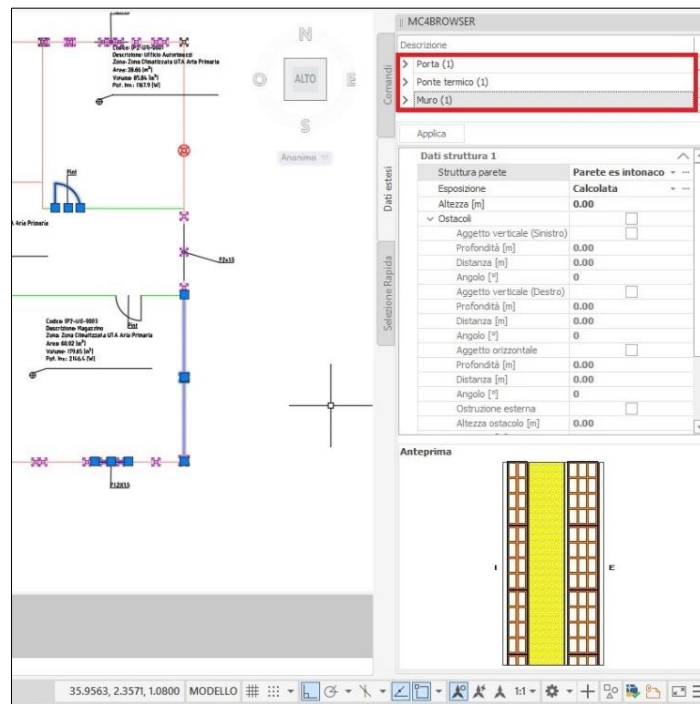 MC4BROWSER
Descrizione
Porta (1)
Ponte termico (1)
Muro (1)
Applica
Comandi
Dati estesi
Selezione Rapida
Dati struttura 1
Struttura parete Parete es intonaco
Esposizione Calcolata
Altezza [m] 0.00
Ostacoli
Aggetto verticale (Sinistro)
Profondità [m] 0.00
Distanza [m] 0.00
Angolo [°] 0
Aggetto verticale (Destro)
Profondità [m] 0.00
Distanza [m] 0.00
Angolo [°] 0
Aggetto orizzontale
Profondità [m] 0.00
Distanza [m] 0.00
Angolo [°] 0
Ostruzione esterna
Altezza ostacolo [m] 0.00
Anteprima
I E
N
O ALTO E
S
Anonimo
Descrizione: Ufficio Autorimessa
Zona: Zona Climatizzata UTA Aria Primaria
PInt
A Aria Primaria
PInt
Descrizione: Magazzino
Zona: Zona Climatizzata UTA Aria Primaria
35.9563, 2.3571, 1.0800 MODELLO 1:1